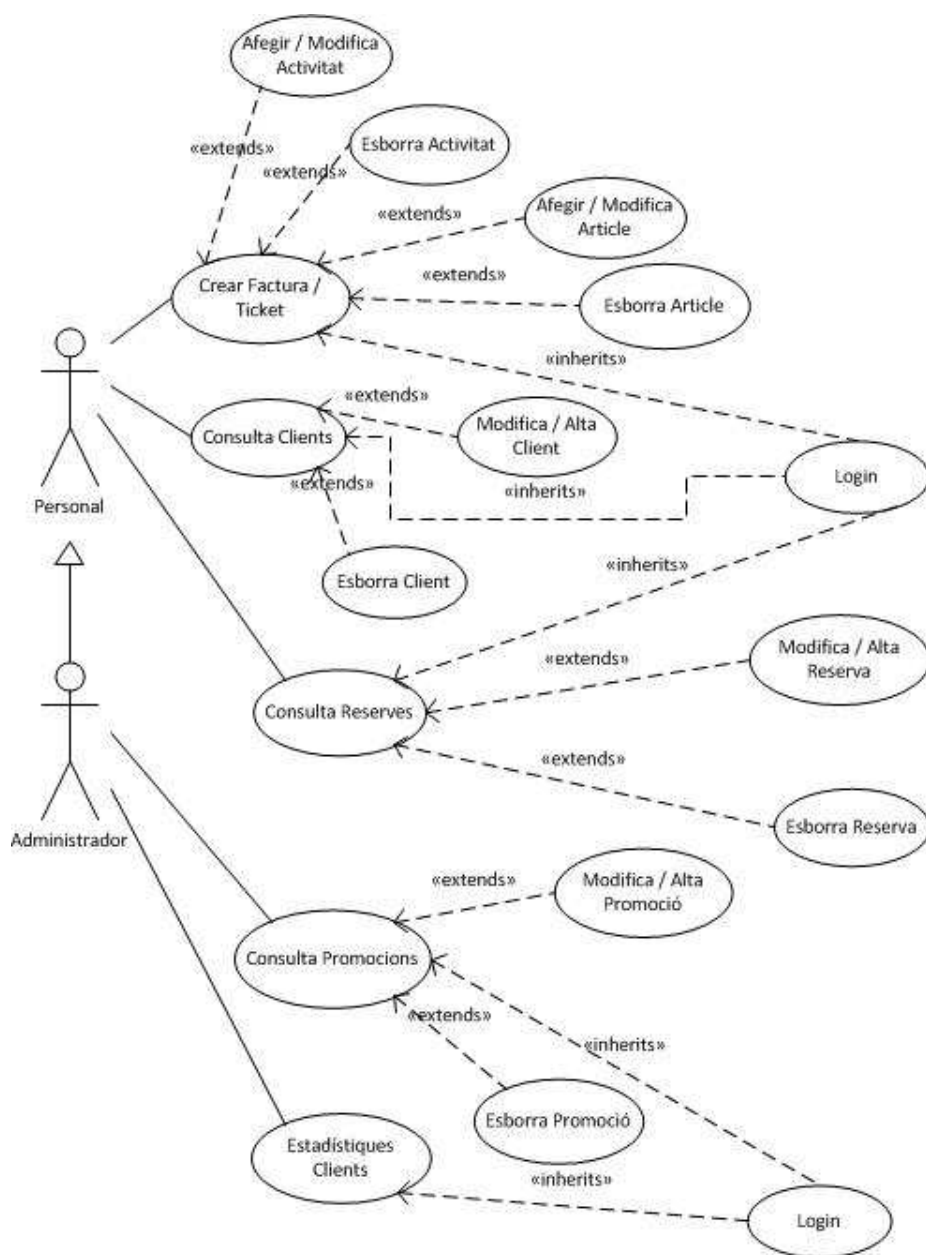 Afegir / Modifica
Activitat
«extends»
Esborra Activitat
«extends»
Afegir / Modifica
Article
«extends»
Crear Factura /
Ticket
«extends»
Esborra Article
«inherits»
«extends»
Consulta Clients
Modifica / Alta
Client
Login
«extends»
«inherits»
Personal
Esborra Client
«inherits»
Modifica / Alta
Reserva
«extends»
Consulta Reserves
«extends»
Esborra Reserva
Administrador
«extends»
Modifica / Alta
Promoció
Consulta Promocions
«extends»
«inherits»
Esborra Promoció
Estadístiques
Clients
«inherits»
Login